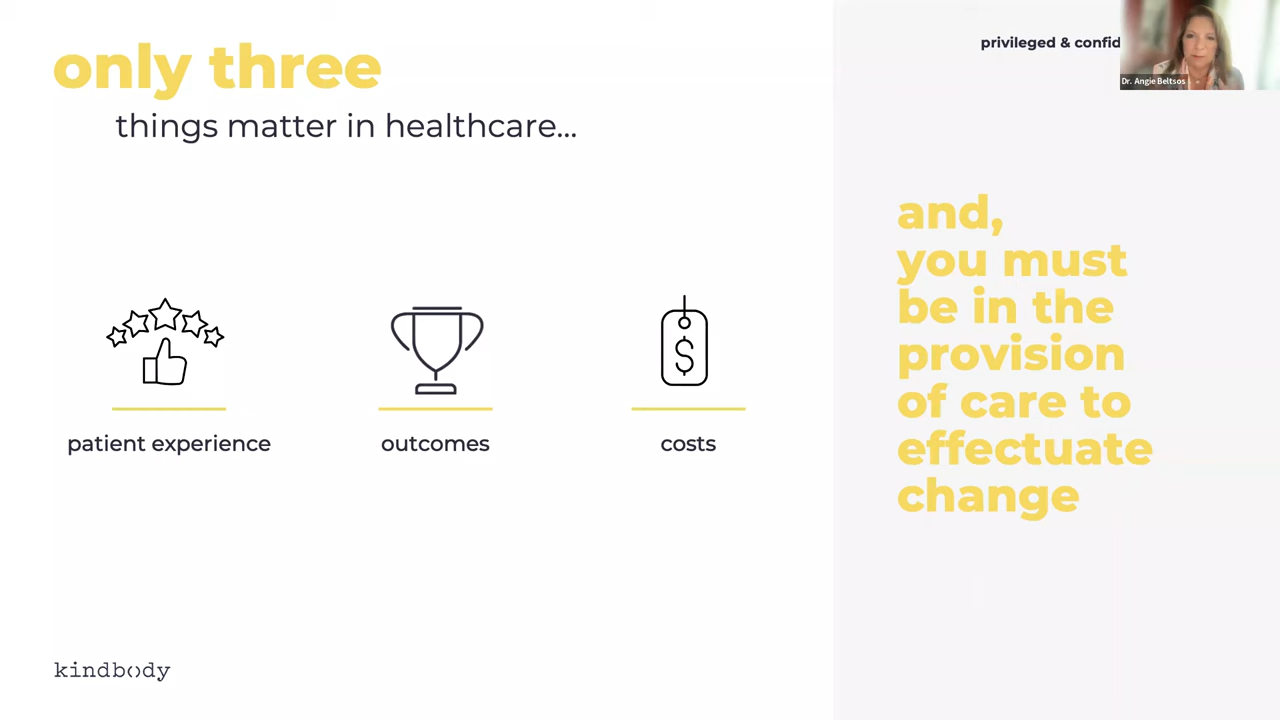 only three
things matter in healthcare...
privileged & confid
Dr. Angie Beltsos
and,
you must
be in the
provision
of care to
effectuate
change
$
patient experience
outcomes
costs
kindbody